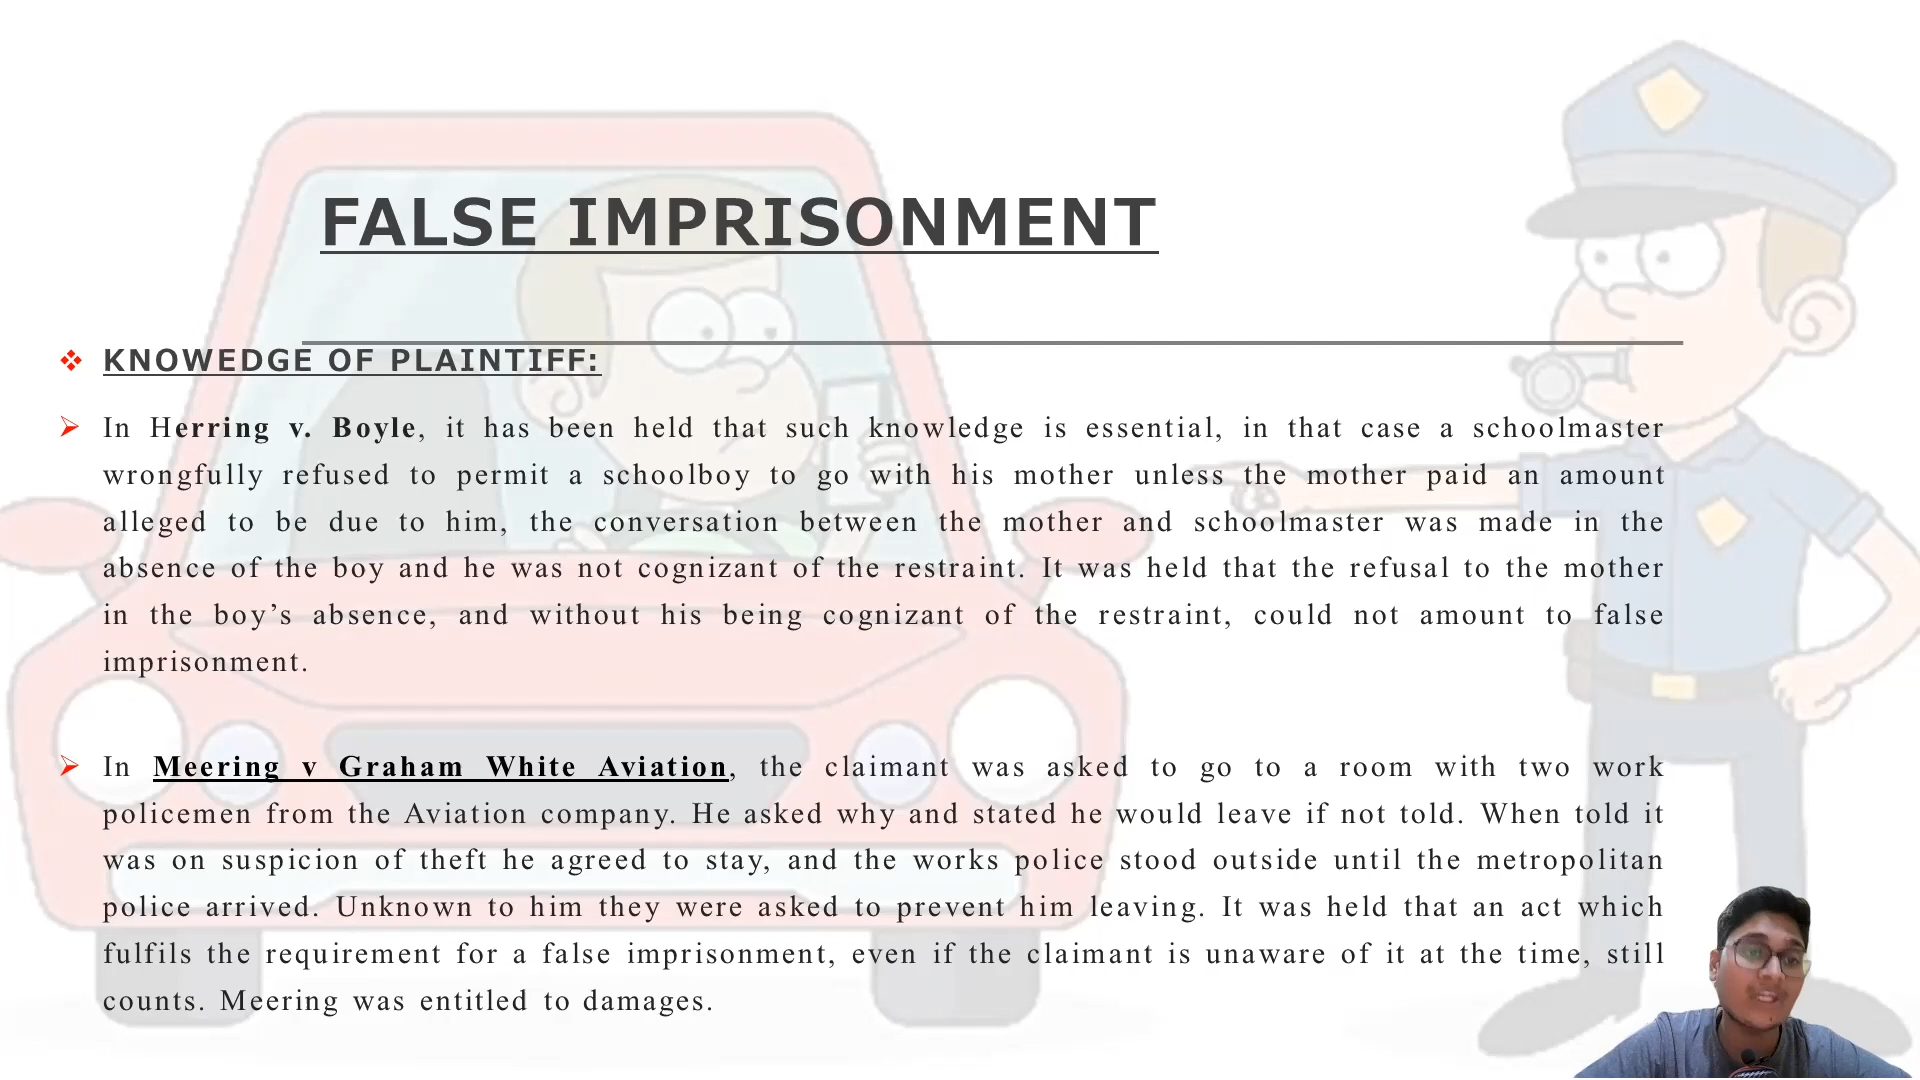 FALSE IMPRISONMENT
KNOWEDGE OF PLAINTIFF:
In Herring v. Boyle, it has been held that such knowledge is essential, in that case a schoolmaster
wrongfully refused to permit a schoolboy to go with his mother unless the mother paid an amount
alleged to be due to him, the conversation between the mother and schoolmaster was made in the
absence of the boy and he was not cognizant of the restraint. It was held that the refusal to the mother
in the boy’s absence, and without his being cognizant of the restraint, could not amount to false
imprisonment.
In Meering v Graham White Aviation, the claimant was asked to go to a room with two work
policemen from the Aviation company. He asked why and stated he would leave if not told. When told it
was on suspicion of theft he agreed to stay, and the works police stood outside until the metropolitan
police arrived. Unknown to him they were asked to prevent him leaving. It was held that an act which
fulfils the requirement for a false imprisonment, even if the claimant is unaware of it at the time, still
counts. Meering was entitled to damages.